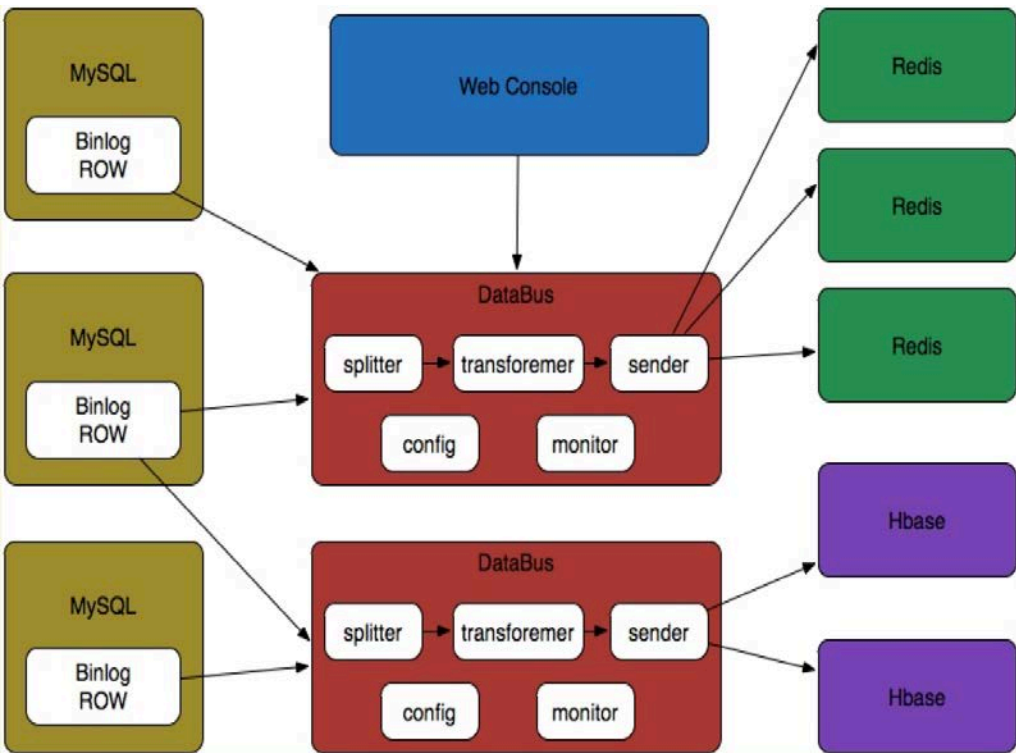 MySQL
Binlog
ROW
Web Console
Redis
Redis
MySQL
Binlog
ROW
DataBus
splitter
transforemer
sender
config
monitor
Redis
Hbase
MySQL
Binlog
ROW
DataBus
splitter
transforemer
sender
config
monitor
Hbase